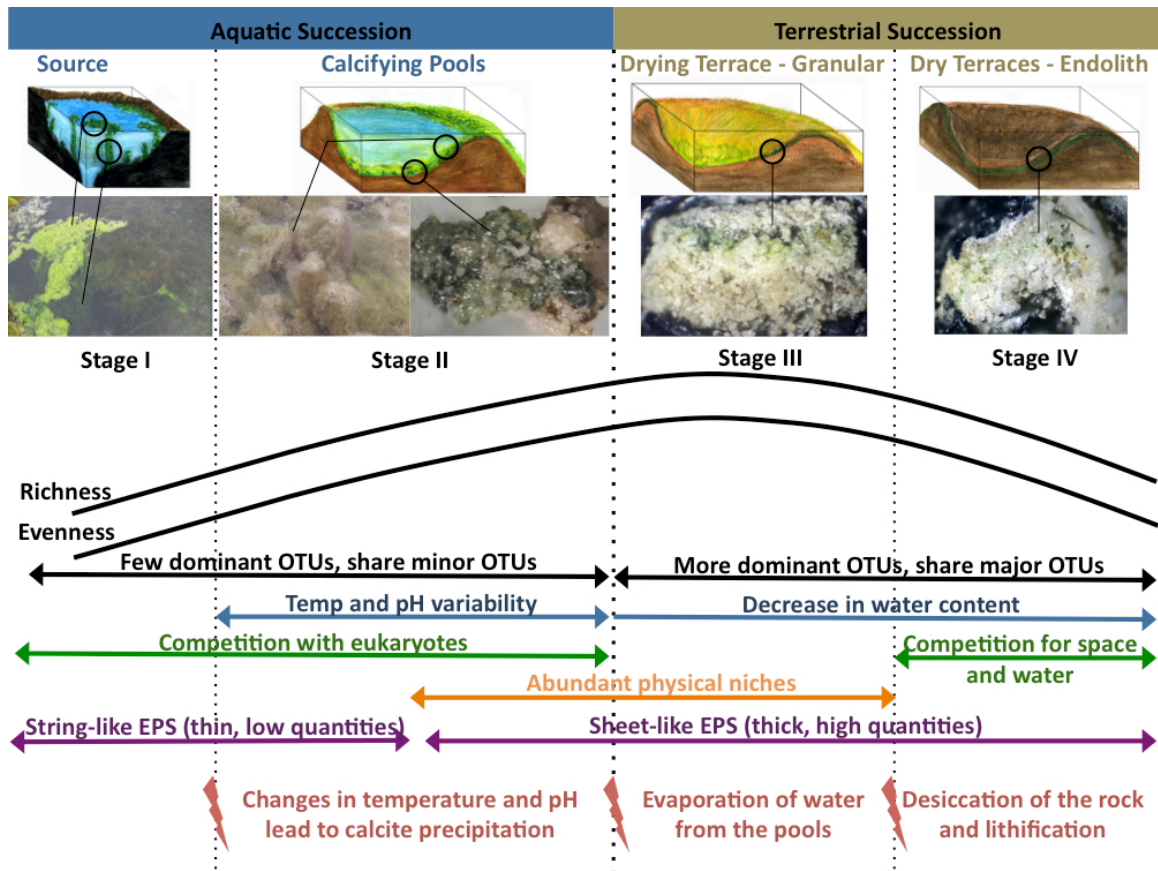 Aquatic Succession
Terrestrial Succession
Source
Calcifying Pools
Drying Terrace - Granular
Dry Terraces - Endolith
Stage I
Stage II
Stage III
Stage IV
Richness
Evenness
Few dominant OTUs, share minor OTUs
More dominant OTUs, share major OTUs
Temp and pH variability
Decrease in water content
Competition with eukaryotes
Competition for space
and water
Abundant physical niches
String-like EPS (thin, low quantities)
Sheet-like EPS (thick, high quantities)
Changes in temperature and pH
lead to calcite precipitation
Evaporation of water
from the pools
Desiccation of the rock
and lithification